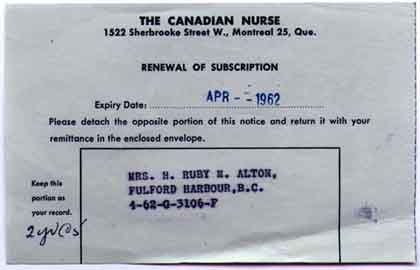 THE CANADIAN NURSE
1522 Sherbrooke Street W., Montreal 25, Que.
RENEWAL OF SUBSCRIPTION
Expiry Date: APR - - 1962
Please detach the opposite portion of this notice and return it with your
remittance in the enclosed envelope.
Keep this
portion as
your record.
MRS. H. RUBY M. ALTON,
FULFORD HARBOUR, B.C.
4-62-G-3106-F